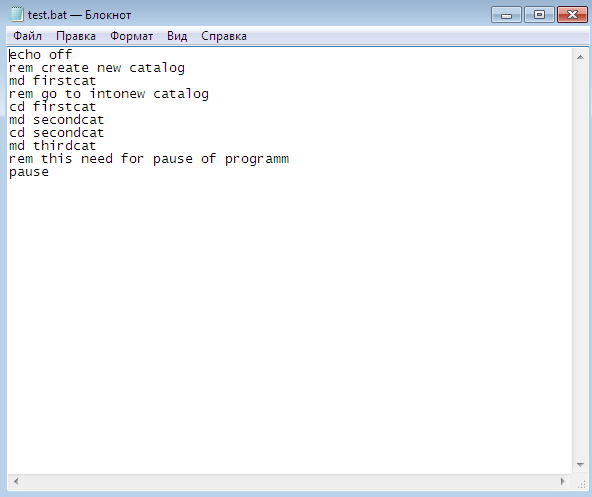 test.bat — Блокнот
Файл Правка Формат Вид Справка
echo off
rem create new catalog
md firstcat
rem go to intonew catalog
cd firstcat
md secondcat
cd secondcat
md thirdcat
rem this need for pause of programm
pause